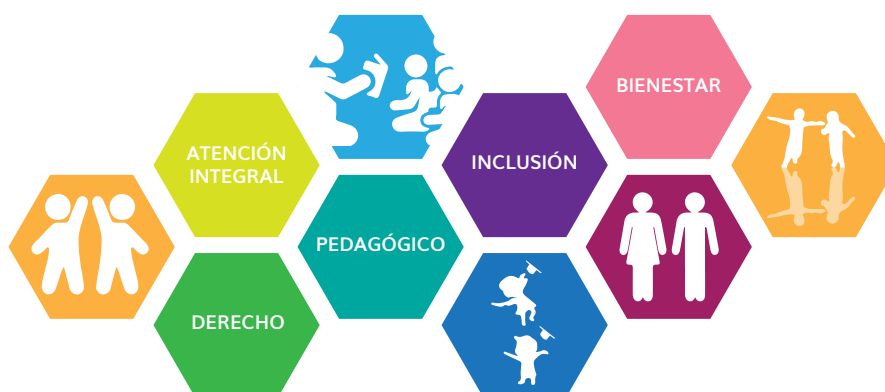 BIENESTAR
ATENCIÓN
INTEGRAL
INCLUSIÓN
PEDAGÓGICO
DERECHO